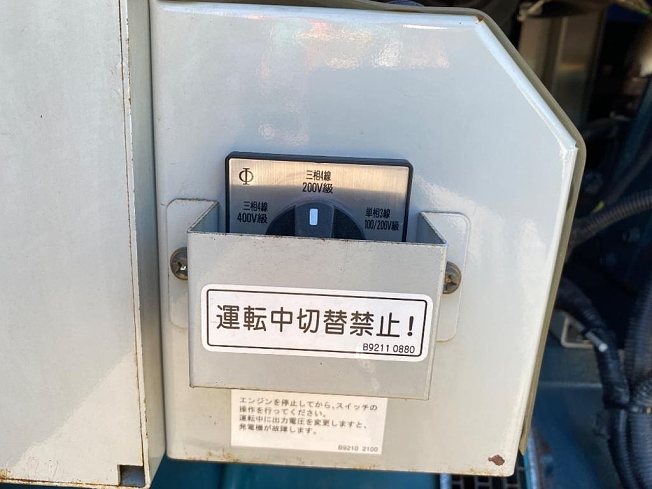 三相4線
200V級
三相4線
400V級
単相3線
100/200V級
運転中切替禁止!
B9211 0880
エンジンを停止してから、スイッチの
操作を行ってください。
運転中に出力電圧を変更しますと、
発電機が故障します。
B9210 2100